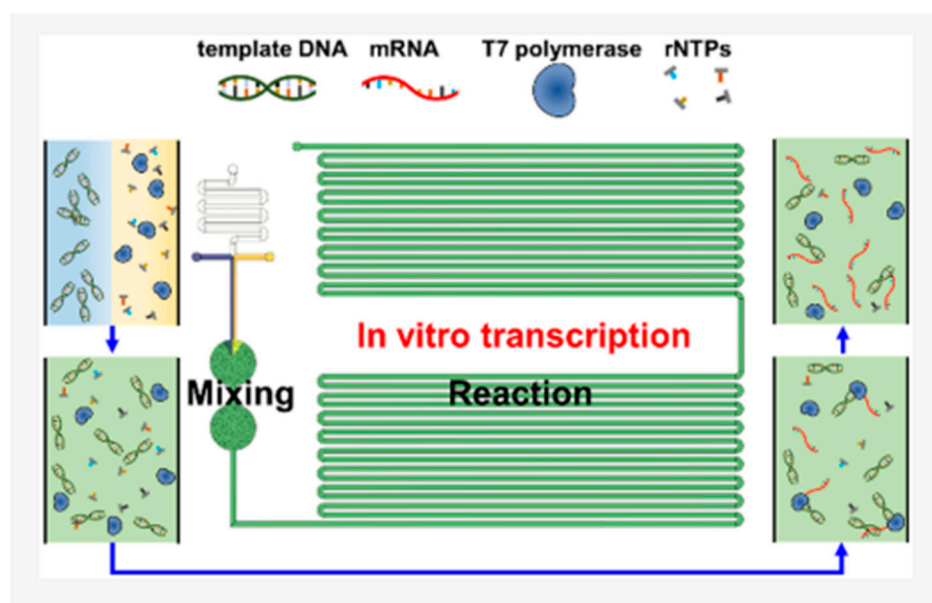 template DNA mRNA T7 polymerase rNTPs
In vitro transcription
Mixing Reaction